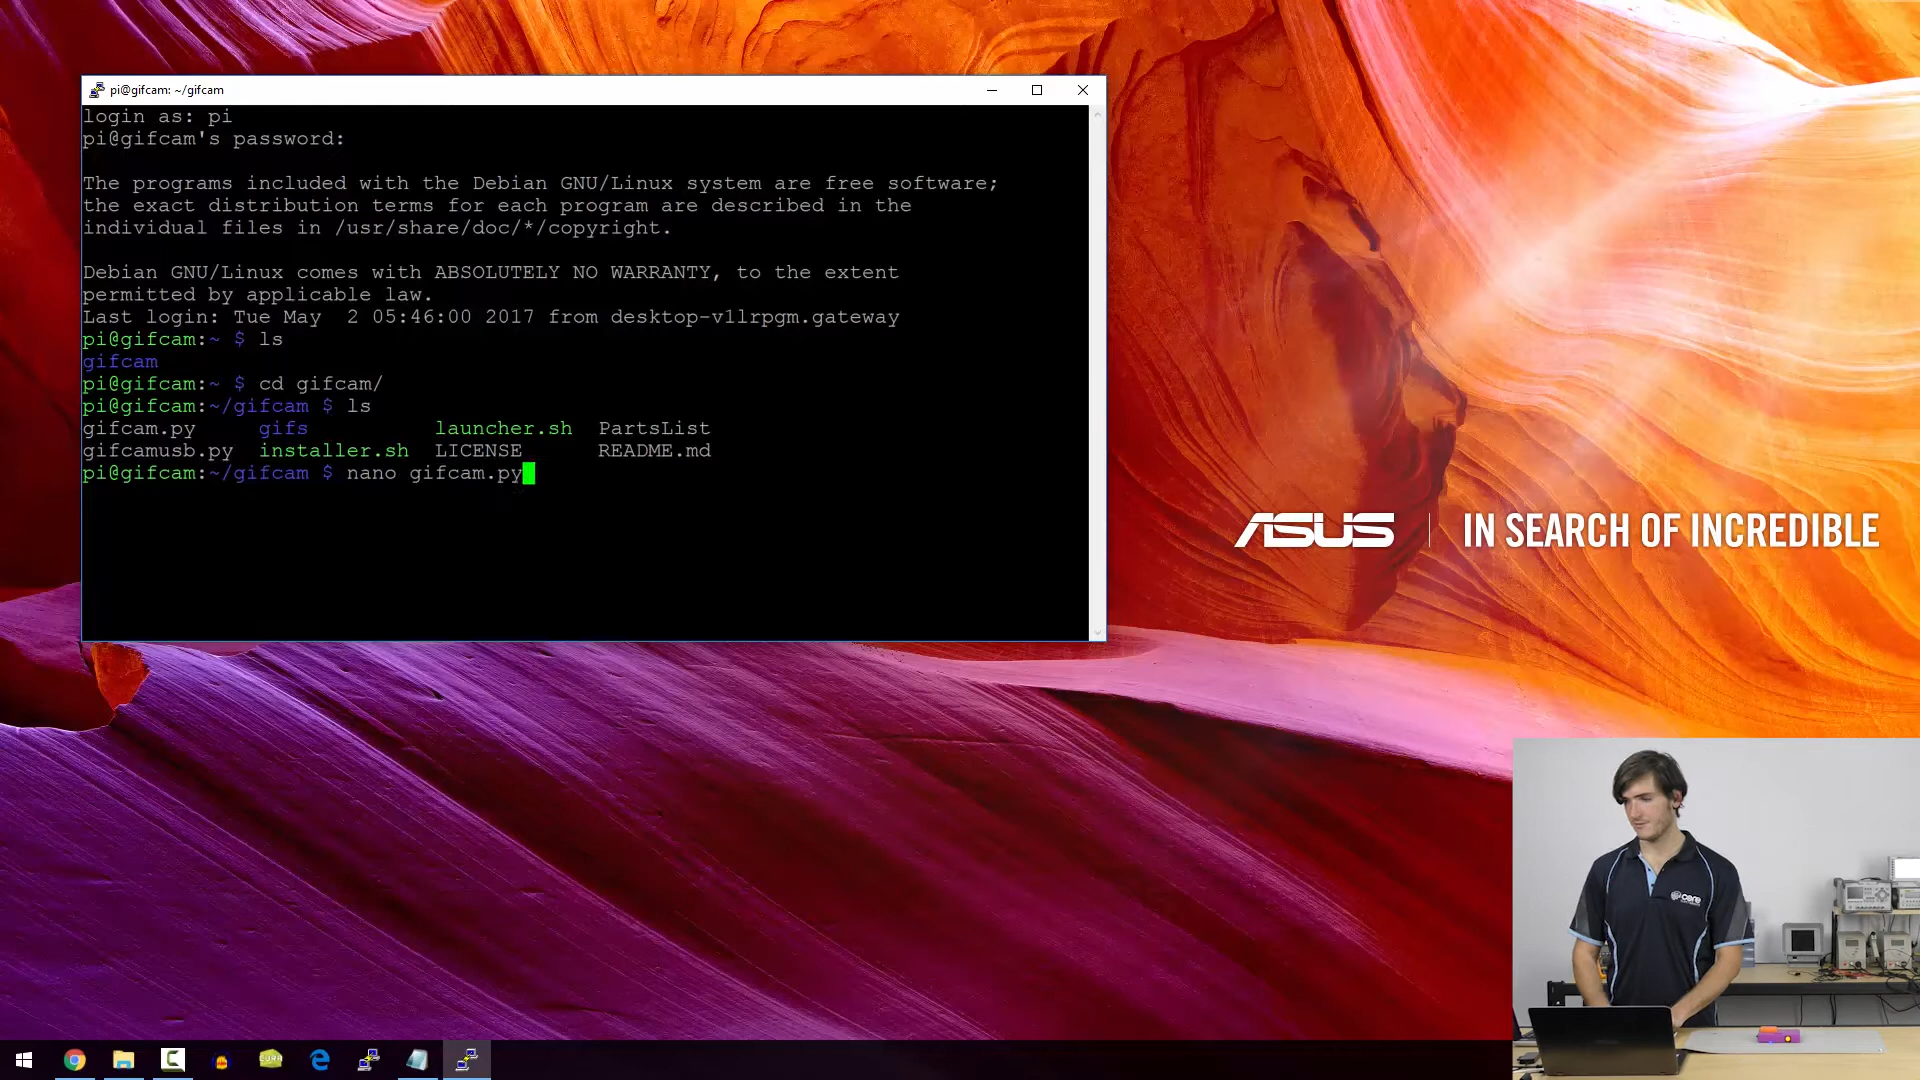 pi@gifcam: ~/gifcam
login as: pi
pi@gifcam's password:
The programs included with the Debian GNU/Linux system are free software;
the exact distribution terms for each program are described in the
individual files in /usr/share/doc/*/copyright.
Debian GNU/Linux comes with ABSOLUTELY NO WARRANTY, to the extent
permitted by applicable law.
Last login: Tue May  2 05:46:00 2017 from desktop-v1lrpgm.gateway
pi@gifcam:~ $ ls
gifcam
pi@gifcam:~ $ cd gifcam/
pi@gifcam:~/gifcam $ ls
gifcam.py gifs launcher.sh PartsList
gifcamusb.py installer.sh LICENSE README.md
pi@gifcam:~/gifcam $ nano gifcam.py
ASUS | IN SEARCH OF INCREDIBLE
core
CURA